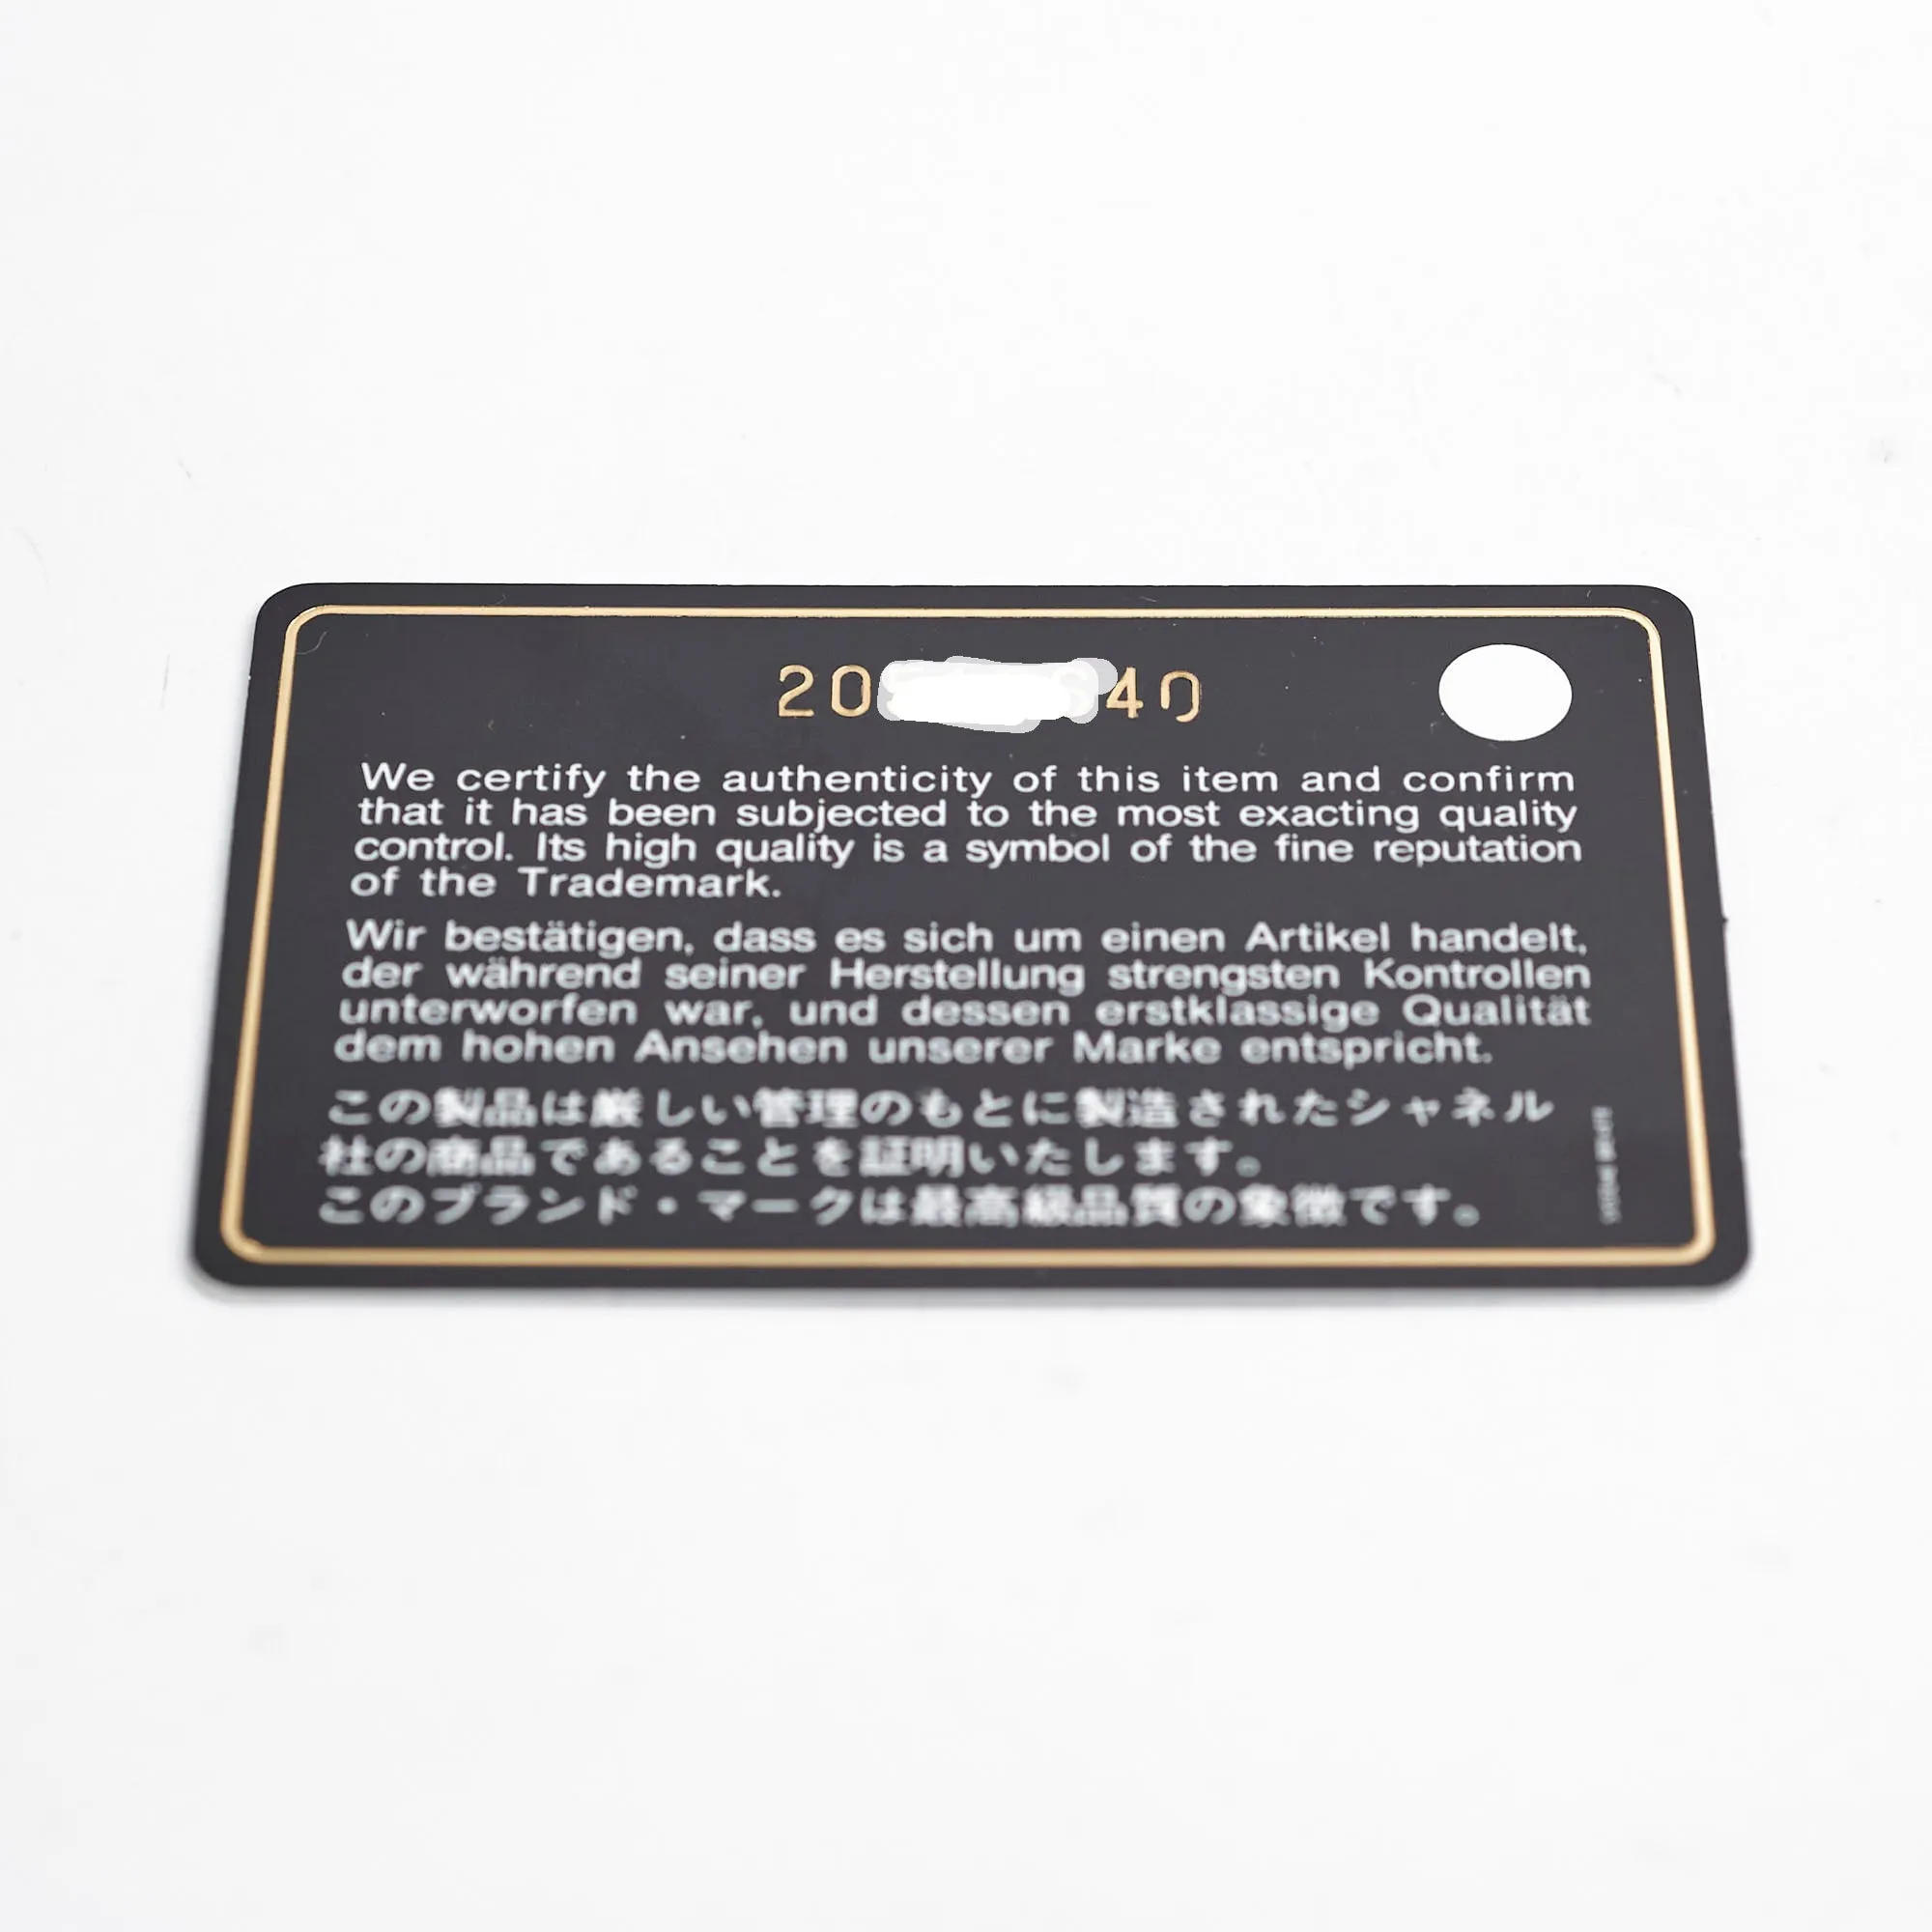 20 40
We certify the authenticity of this item and confirm
that it has been subjected to the most exacting quality
control. Its high quality is a symbol of the fine reputation
of the Trademark.
Wir bestätigen, dass es sich um einen Artikel handelt,
der während seiner Herstellung strengsten Kontrollen
unterworfen war, und dessen erstklassige Qualität
dem hohen Ansehen unserer Marke entspricht.
この製品は厳しい管理のもとに製造されたシャネル
社の商品であることを証明いたします。
このブランド・マークは最高級品質の象徴です。